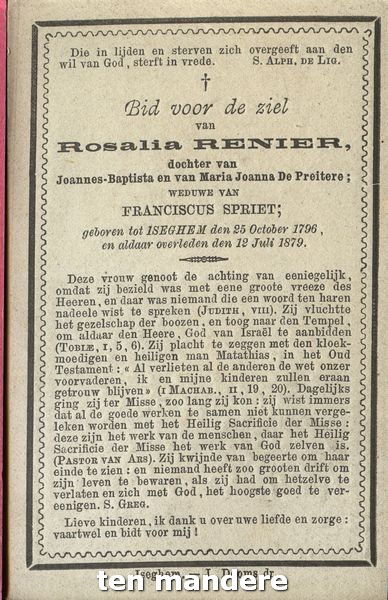 Die in lijden en sterven zich overgeeft aan den
wil van God, sterft in vrede. S. ALPH. DE LIG.
†
Bid voor de ziel
van
Rosalia RENIER,
dochter van
Joannes-Baptista en van Maria Joanna De Preitere;
WEDUWE VAN
FRANCISCUS SPRIET;
geboren tot ISEGHEM den 25 October 1796,
en aldaar overleden den 12 Juli 1879.
Deze vrouw genoot de achting van eeniegelijk,
omdat zij bezield was met eene groote vreeze des
Heeren, en daar was niemand die een woord ten haren
nadeele wist te spreken (JUDITH, VIII). Zij vluchtte
het gezelschap der boozen, en toog naar den Tempel,
om aldaar den Heere, God van Israël te aanbidden
(TOBIÆ, I, 5, 6). Zij placht te zeggen met den kloek-
moedigen en heiligen man Matathias, in het Oud
Testament: « Al verlieten al de anderen de wet onzer
voorvaderen, ik en mijne kinderen zullen eraan
getrouw blijven» (I MACHAB., II, 19, 20). Dagelijks
ging zij ter Misse, zoo lang zij kon: zij wist immers
dat al de goede werken te samen niet kunnen verge-
leken worden met het Heilig Sacrificie der Misse:
deze zijn het werk van de menschen, daar het Heilig
Sacrificie der Misse het werk van God zelven is.
(PASTOR VAN ARS). Zij kwijnde van begeerte om haar
einde te zien: en niemand heeft zoo grooten drift om
zijn leven te bewaren, als zij had om hetzelve te
verlaten en zich met God, het hoogste goed te ver-
eenigen. S. GREG.
Lieve kinderen, ik dank u over uwe liefde en zorge:
vaartwel en bidt voor mij!
Iseghem — J. Dooms dr.
ten mandere